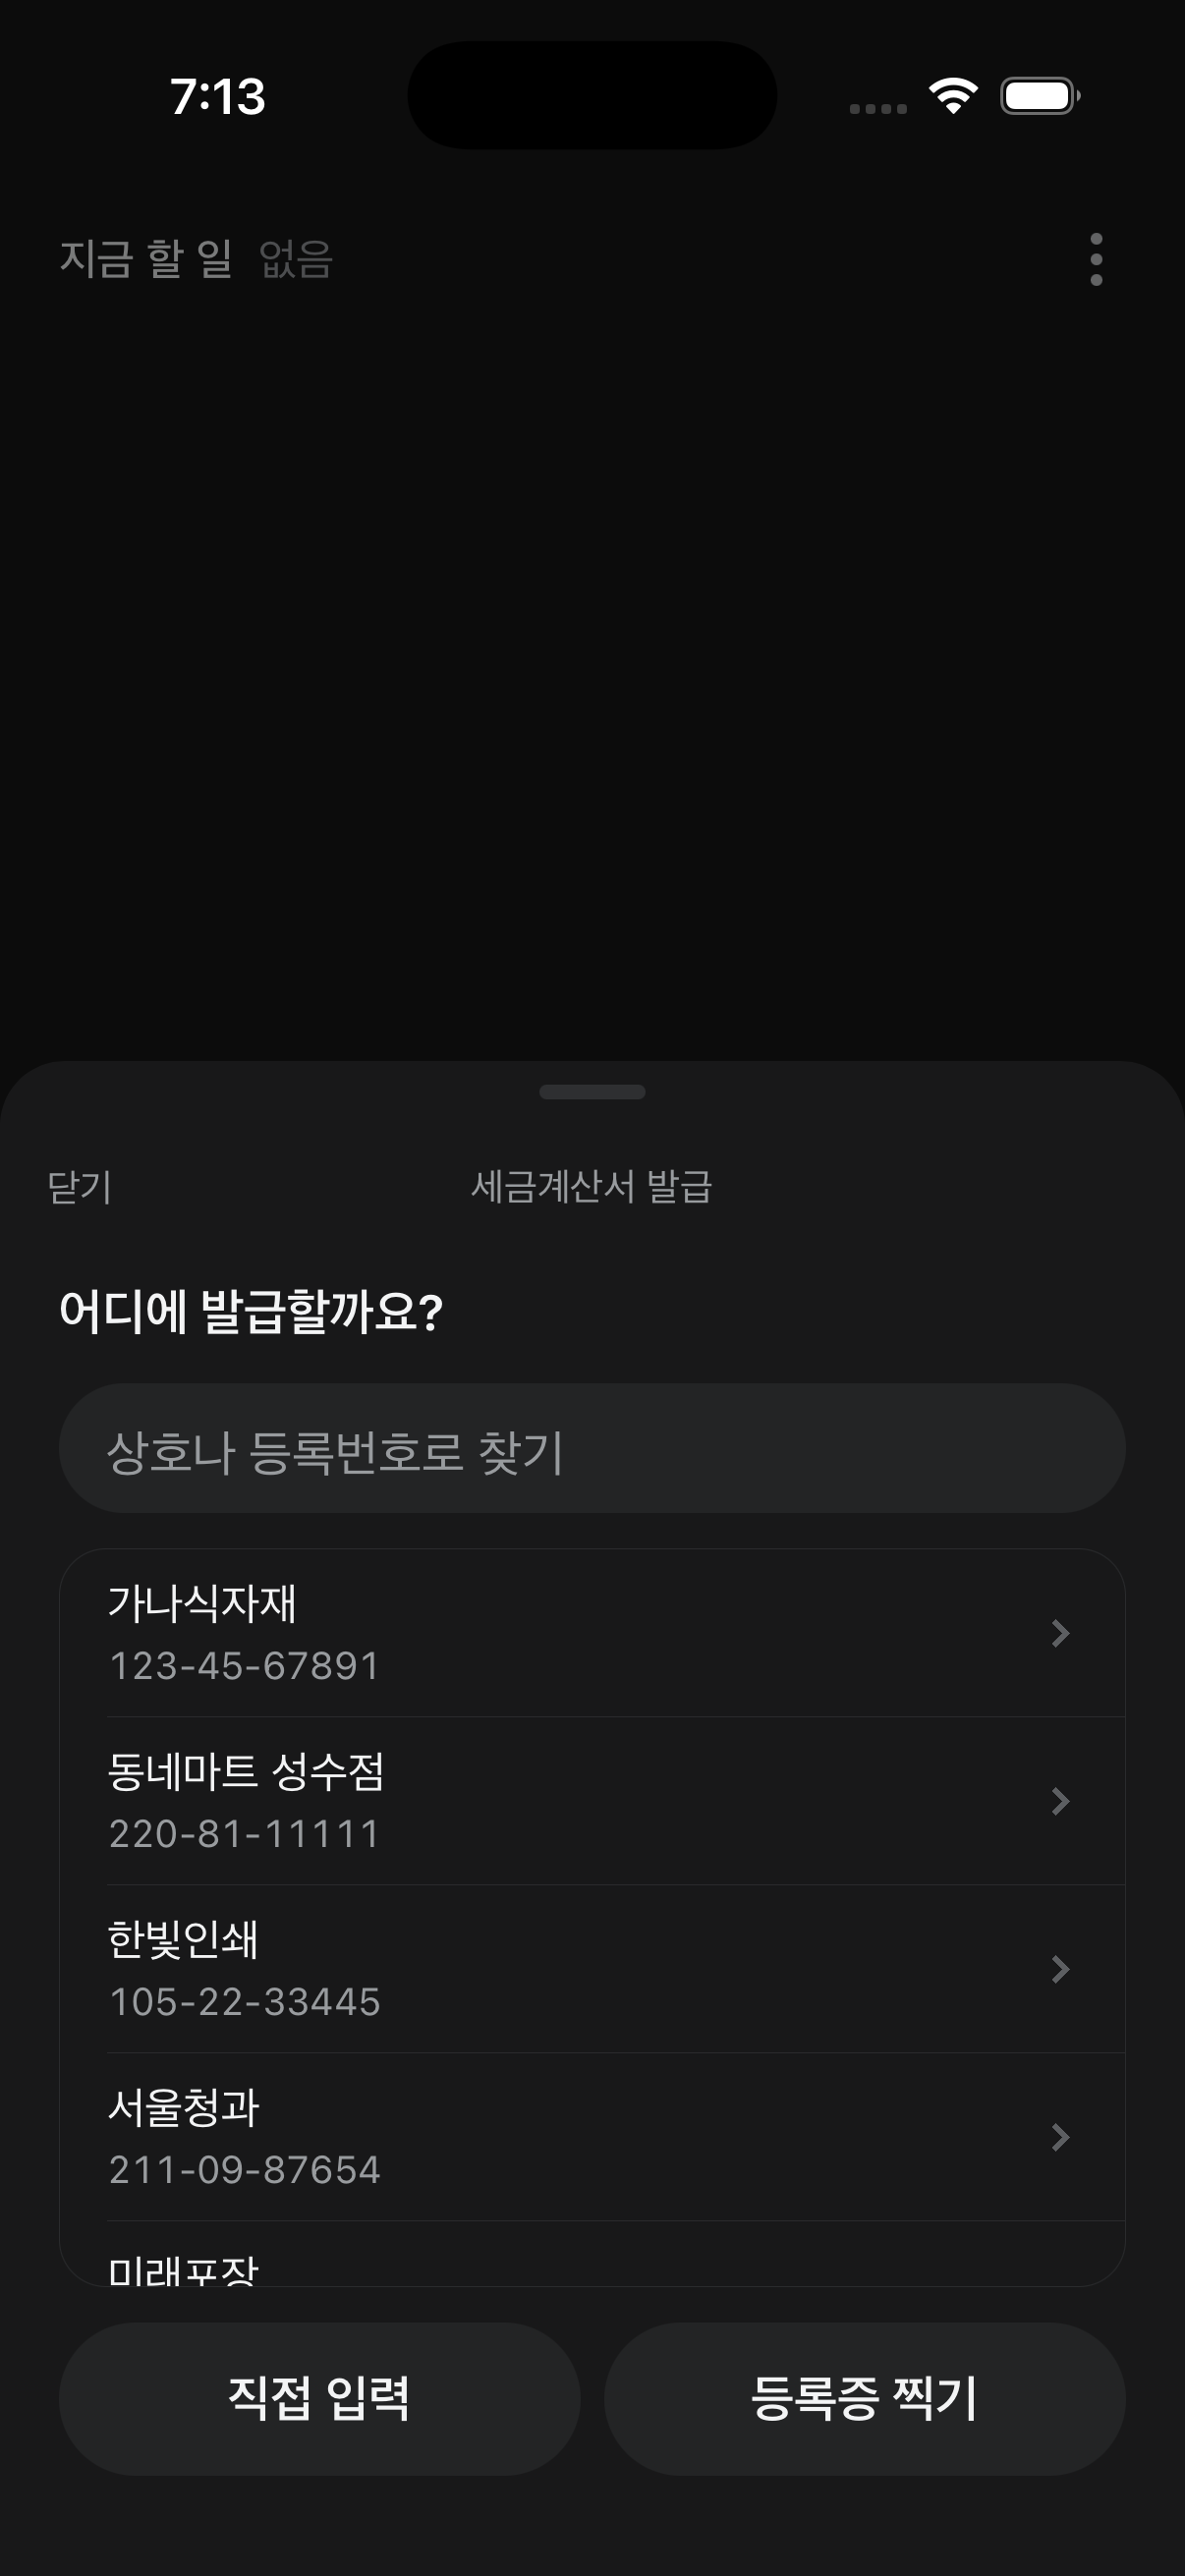 7:13
지금 할 일 없음
닫기
세금계산서 발급
어디에 발급할까요?
상호나 등록번호로 찾기
가나식자재
123-45-67891
동네마트 성수점
220-81-11111
한빛인쇄
105-22-33445
서울청과
211-09-87654
미래포장
직접 입력
등록증 찍기